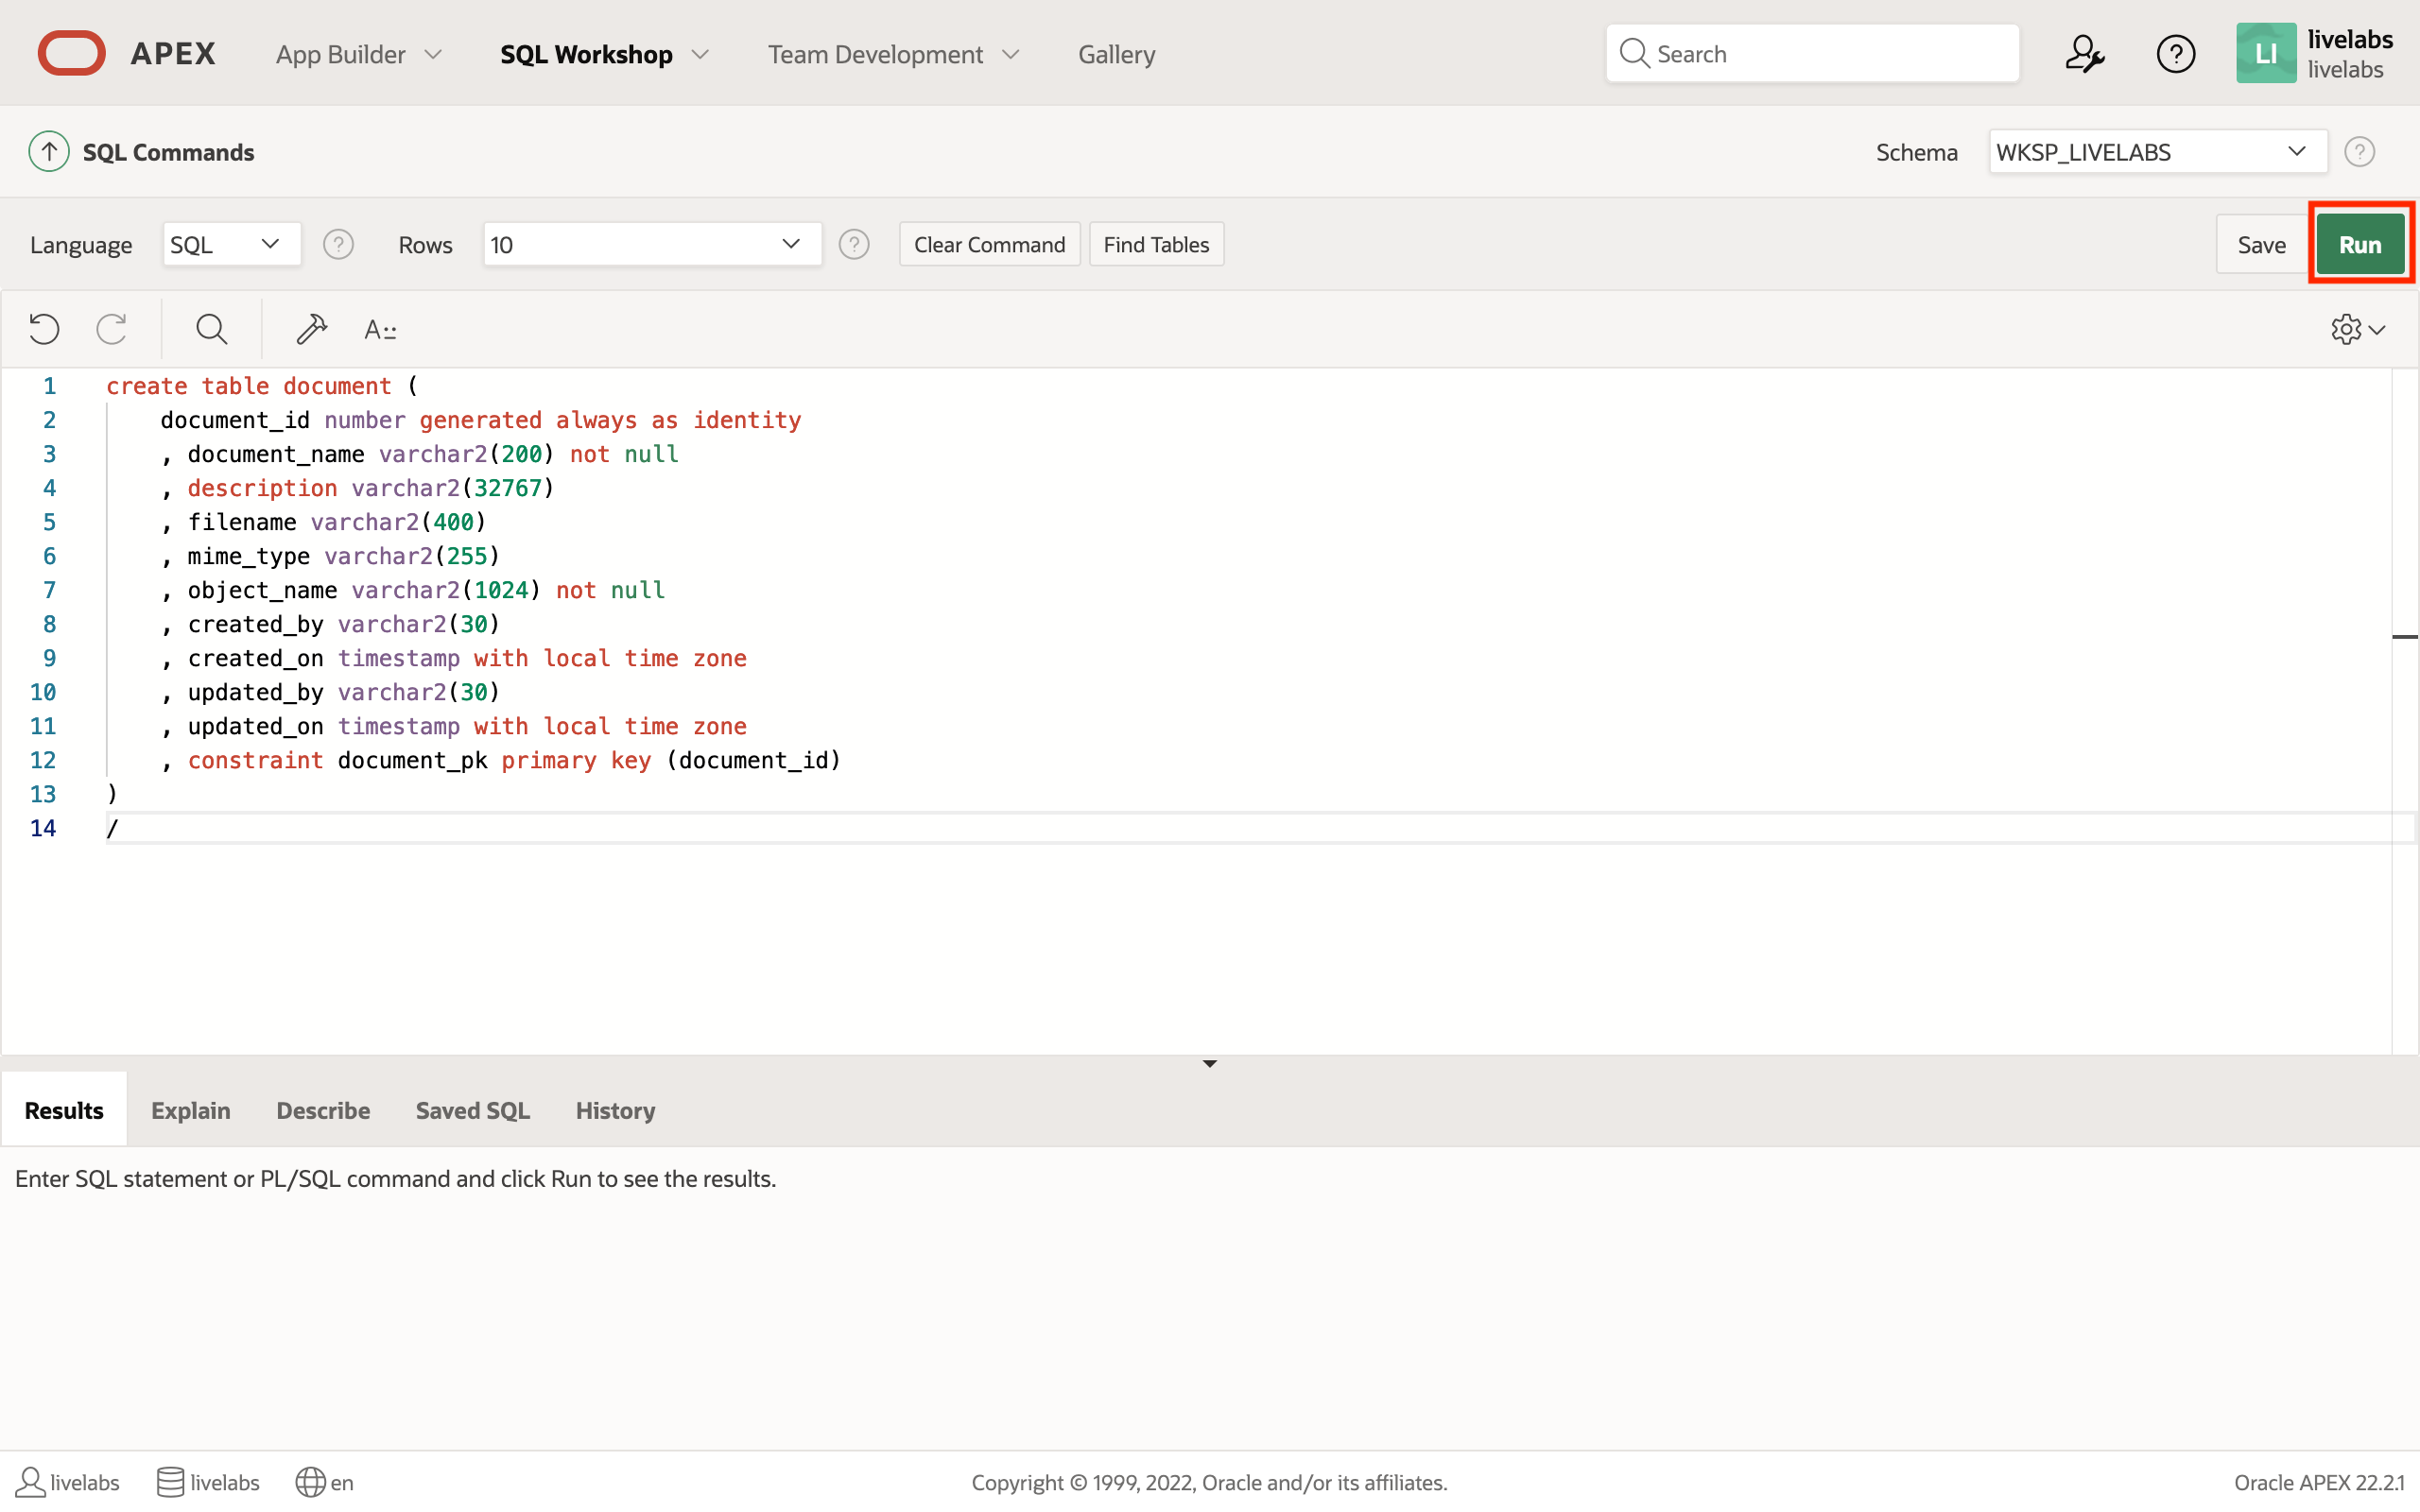 APEX App Builder SQL Workshop Team Development Gallery Search LI livelabs
livelabs
SQL Commands Schema WKSP_LIVELABS
Language SQL Rows 10 Clear Command Find Tables Save Run
1 create table document (
2 document_id number generated always as identity
3 , document_name varchar2(200) not null
4 , description varchar2(32767)
5 , filename varchar2(400)
6 , mime_type varchar2(255)
7 , object_name varchar2(1024) not null
8 , created_by varchar2(30)
9 , created_on timestamp with local time zone
10 , updated_by varchar2(30)
11 , updated_on timestamp with local time zone
12 , constraint document_pk primary key (document_id)
13 )
14 /
Results Explain Describe Saved SQL History
Enter SQL statement or PL/SQL command and click Run to see the results.
livelabs livelabs en Copyright © 1999, 2022, Oracle and/or its affiliates. Oracle APEX 22.2.1